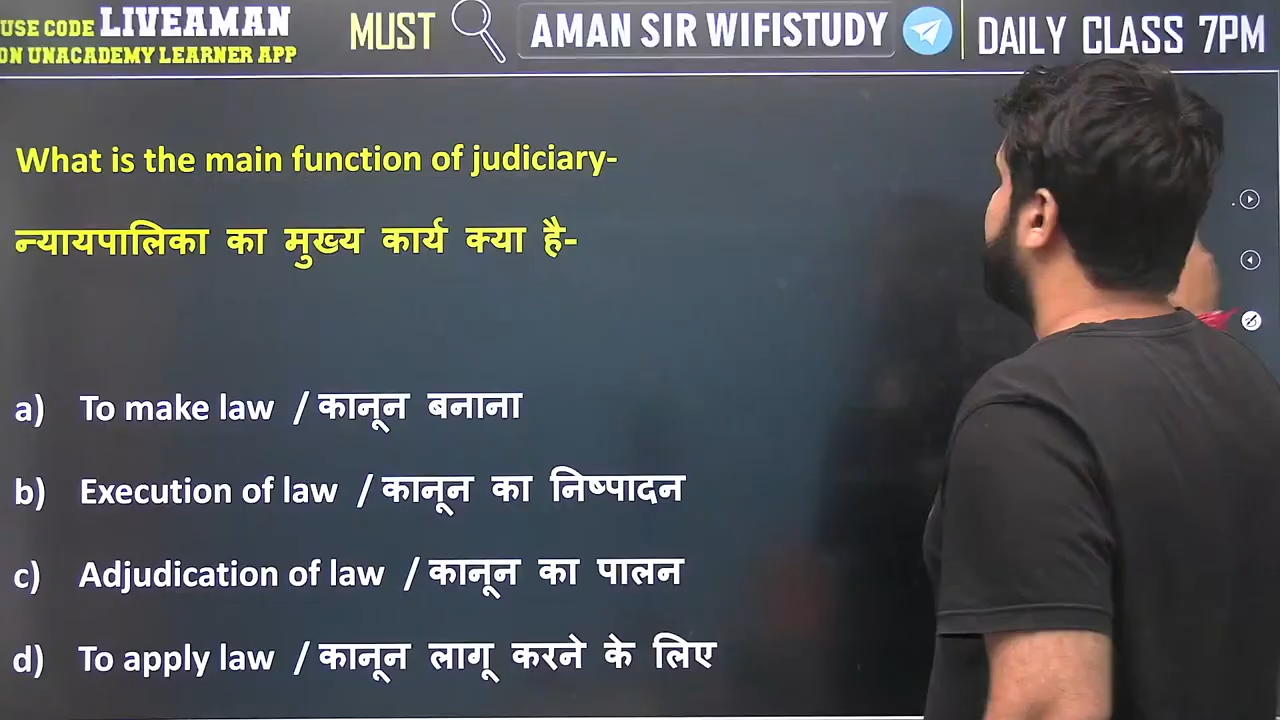 USE CODE LIVEAMAN
ON UNACADEMY LEARNER APP
MUST
AMAN SIR WIFISTUDY
DAILY CLASS 7PM
What is the main function of judiciary-
न्यायपालिका का मुख्य कार्य क्या है-
a) To make law / कानून बनाना
b) Execution of law / कानून का निष्पादन
c) Adjudication of law / कानून का पालन
d) To apply law / कानून लागू करने के लिए